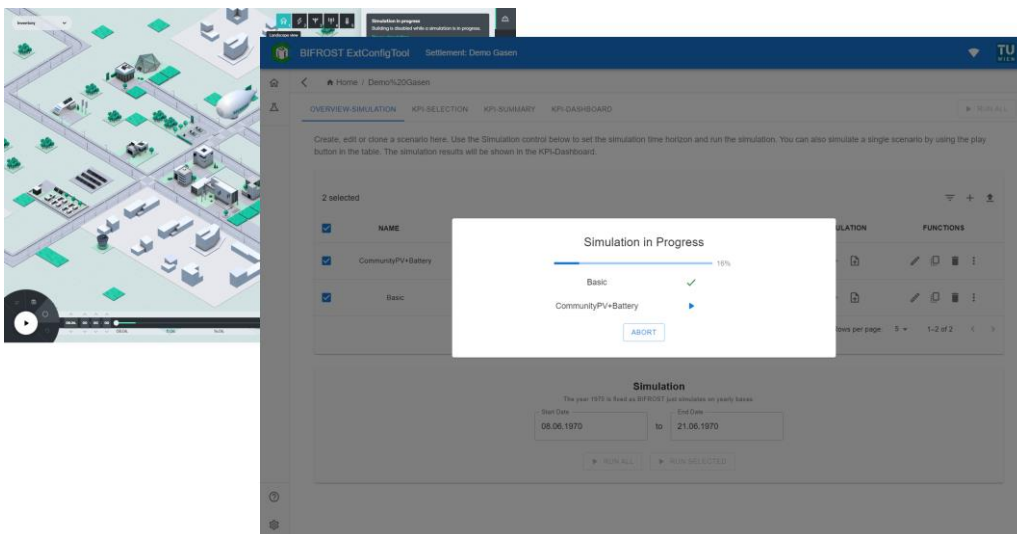 Inventory
Landscape view
Simulation in progress
Building is disabled while a simulation is in progress.
BIFROST ExtConfigTool Settlement: Demo Gasen
TU
WIEN
Home / Demo%20Gasen
OVERVIEW-SIMULATION KPI-SELECTION KPI-SUMMARY KPI-DASHBOARD
RUN ALL
Create, edit or clone a scenario here. Use the Simulation control below to set the simulation time horizon and run the simulation. You can also simulate a single scenario by using the play
button in the table. The simulation results will be shown in the KPI-Dashboard.
2 selected
NAME
ULATION
FUNCTIONS
CommunityPV+Battery
Basic
Simulation in Progress
16%
Basic
CommunityPV+Battery
ABORT
ows per page 5 1–2 of 2
Simulation
The year 1970 is fixed as BIFROST just simulates on yearly bases
Start Date
08.06.1970
to
End Date
21.06.1970
RUN ALL
RUN SELECTED